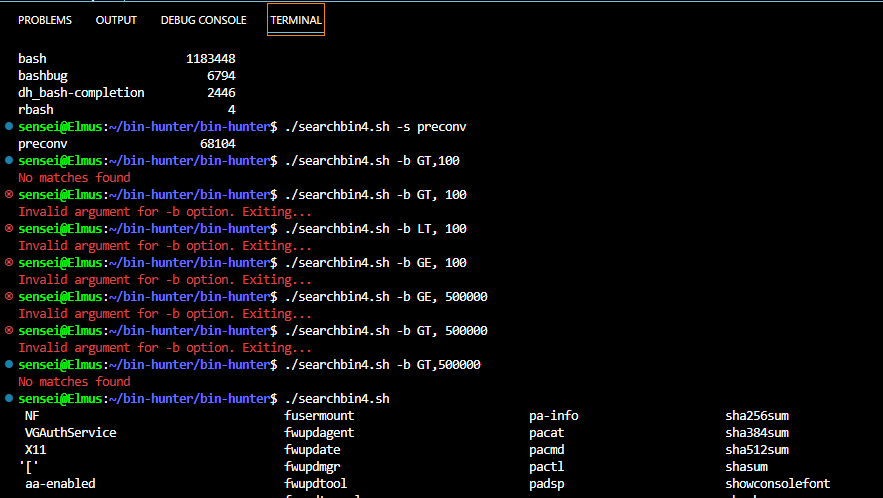 PROBLEMS OUTPUT DEBUG CONSOLE TERMINAL
bash 1183448
bashbug 6794
dh_bash-completion 2446
rbash 4
sensei@Elmus:~/bin-hunter/bin-hunter$ ./searchbin4.sh -s preconv
preconv 68104
sensei@Elmus:~/bin-hunter/bin-hunter$ ./searchbin4.sh -b GT,100
No matches found
sensei@Elmus:~/bin-hunter/bin-hunter$ ./searchbin4.sh -b GT, 100
Invalid argument for -b option. Exiting...
sensei@Elmus:~/bin-hunter/bin-hunter$ ./searchbin4.sh -b LT, 100
Invalid argument for -b option. Exiting...
sensei@Elmus:~/bin-hunter/bin-hunter$ ./searchbin4.sh -b GE, 100
Invalid argument for -b option. Exiting...
sensei@Elmus:~/bin-hunter/bin-hunter$ ./searchbin4.sh -b GE, 500000
Invalid argument for -b option. Exiting...
sensei@Elmus:~/bin-hunter/bin-hunter$ ./searchbin4.sh -b GT, 500000
Invalid argument for -b option. Exiting...
sensei@Elmus:~/bin-hunter/bin-hunter$ ./searchbin4.sh -b GT,500000
No matches found
sensei@Elmus:~/bin-hunter/bin-hunter$ ./searchbin4.sh
NF fusermount pa-info sha256sum
VGAuthService fwupdagent pacat sha384sum
X11 fwupdate pacmd sha512sum
'[' fwupdmgr pactl shasum
aa-enabled fwupdtool padsp showconsolefont